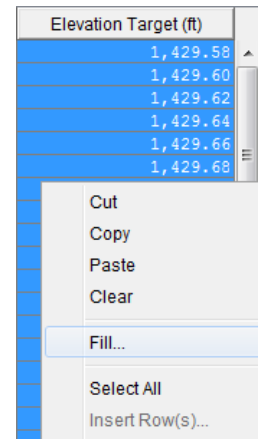 Elevation Target (ft)
1,429.58
1,429.60
1,429.62
1,429.64
1,429.66
1,429.68
Cut
Copy
Paste
Clear
Fill...
Select All
Insert Row(s)...